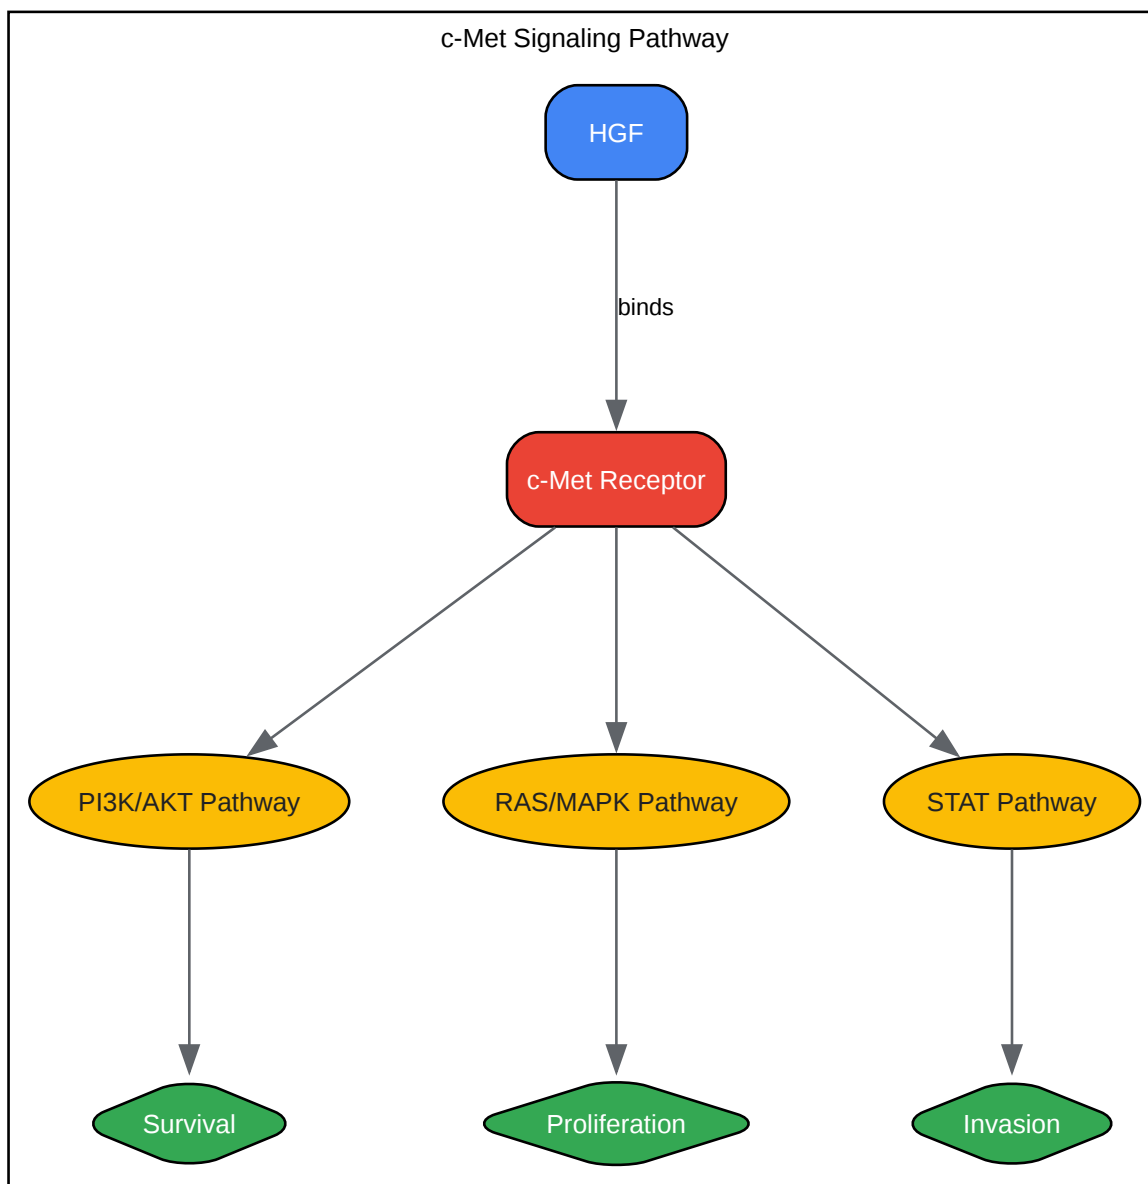 c-Met Signaling Pathway
HGF
binds
c-Met Receptor
PI3K/AKT Pathway
RAS/MAPK Pathway
STAT Pathway
Survival
Proliferation
Invasion